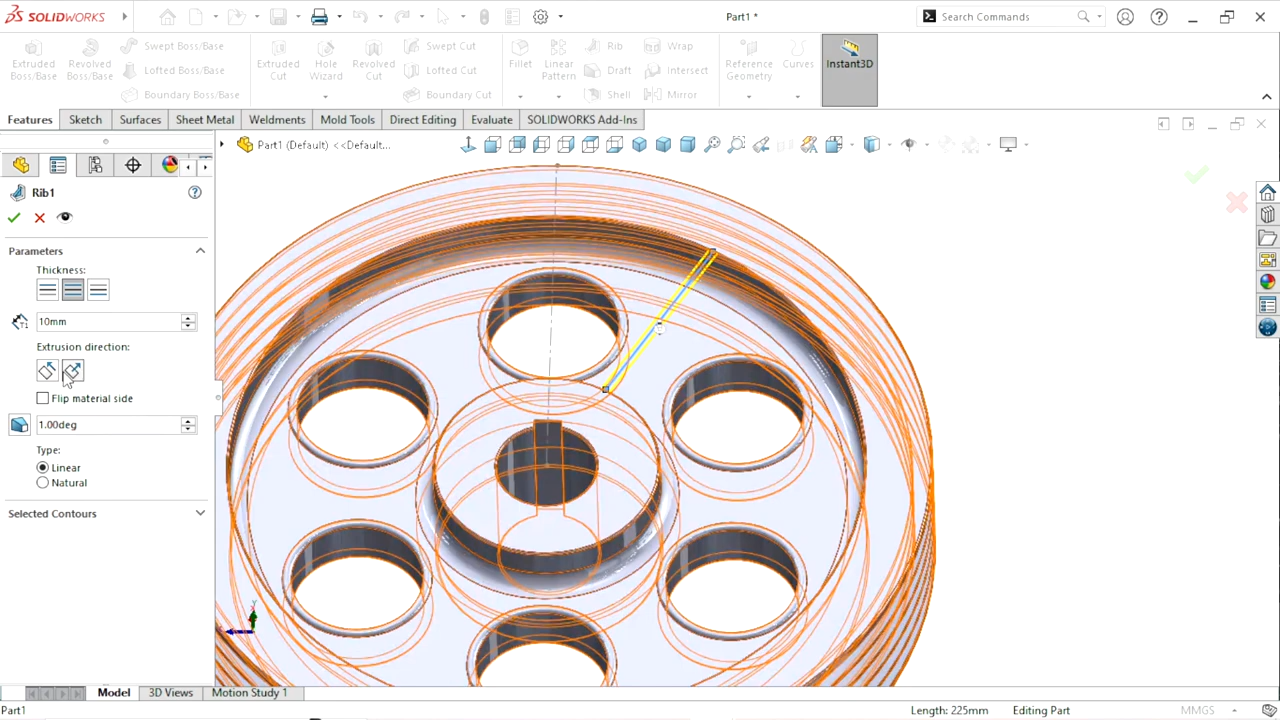 SOLIDWORKS
Part1 *
Search Commands
Extruded Boss/Base
Revolved Boss/Base
Swept Boss/Base
Lofted Boss/Base
Boundary Boss/Base
Extruded Cut
Hole Wizard
Revolved Cut
Swept Cut
Lofted Cut
Boundary Cut
Fillet
Linear Pattern
Rib
Draft
Shell
Wrap
Intersect
Mirror
Reference Geometry
Curves
Instant3D
Features
Sketch
Surfaces
Sheet Metal
Weldments
Mold Tools
Direct Editing
Evaluate
SOLIDWORKS Add-Ins
Part1 (Default) <<Default...
Rib1
Parameters
Thickness:
10mm
Extrusion direction:
Flip material side
1.00deg
Type:
Linear
Natural
Selected Contours
Model
3D Views
Motion Study 1
Part1
Length: 225mm
Editing Part
MMGS